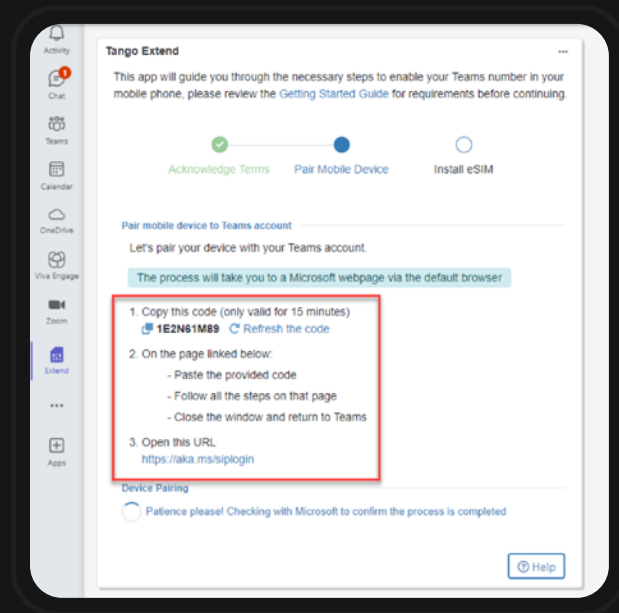 Activity
Chat
Teams
Calendar
OneDrive
Viva Engage
Zoom
Extend
Apps
Tango Extend
This app will guide you through the necessary steps to enable your Teams number in your
mobile phone, please review the Getting Started Guide for requirements before continuing.
Acknowledge Terms Pair Mobile Device Install eSIM
Pair mobile device to Teams account
Let's pair your device with your Teams account.
The process will take you to a Microsoft webpage via the default browser
1. Copy this code (only valid for 15 minutes)
1E2N61M89 Refresh the code
2. On the page linked below:
- Paste the provided code
- Follow all the steps on that page
- Close the window and return to Teams
3. Open this URL
https://aka.ms/siplogin
Device Pairing
Patience please! Checking with Microsoft to confirm the process is completed
Help